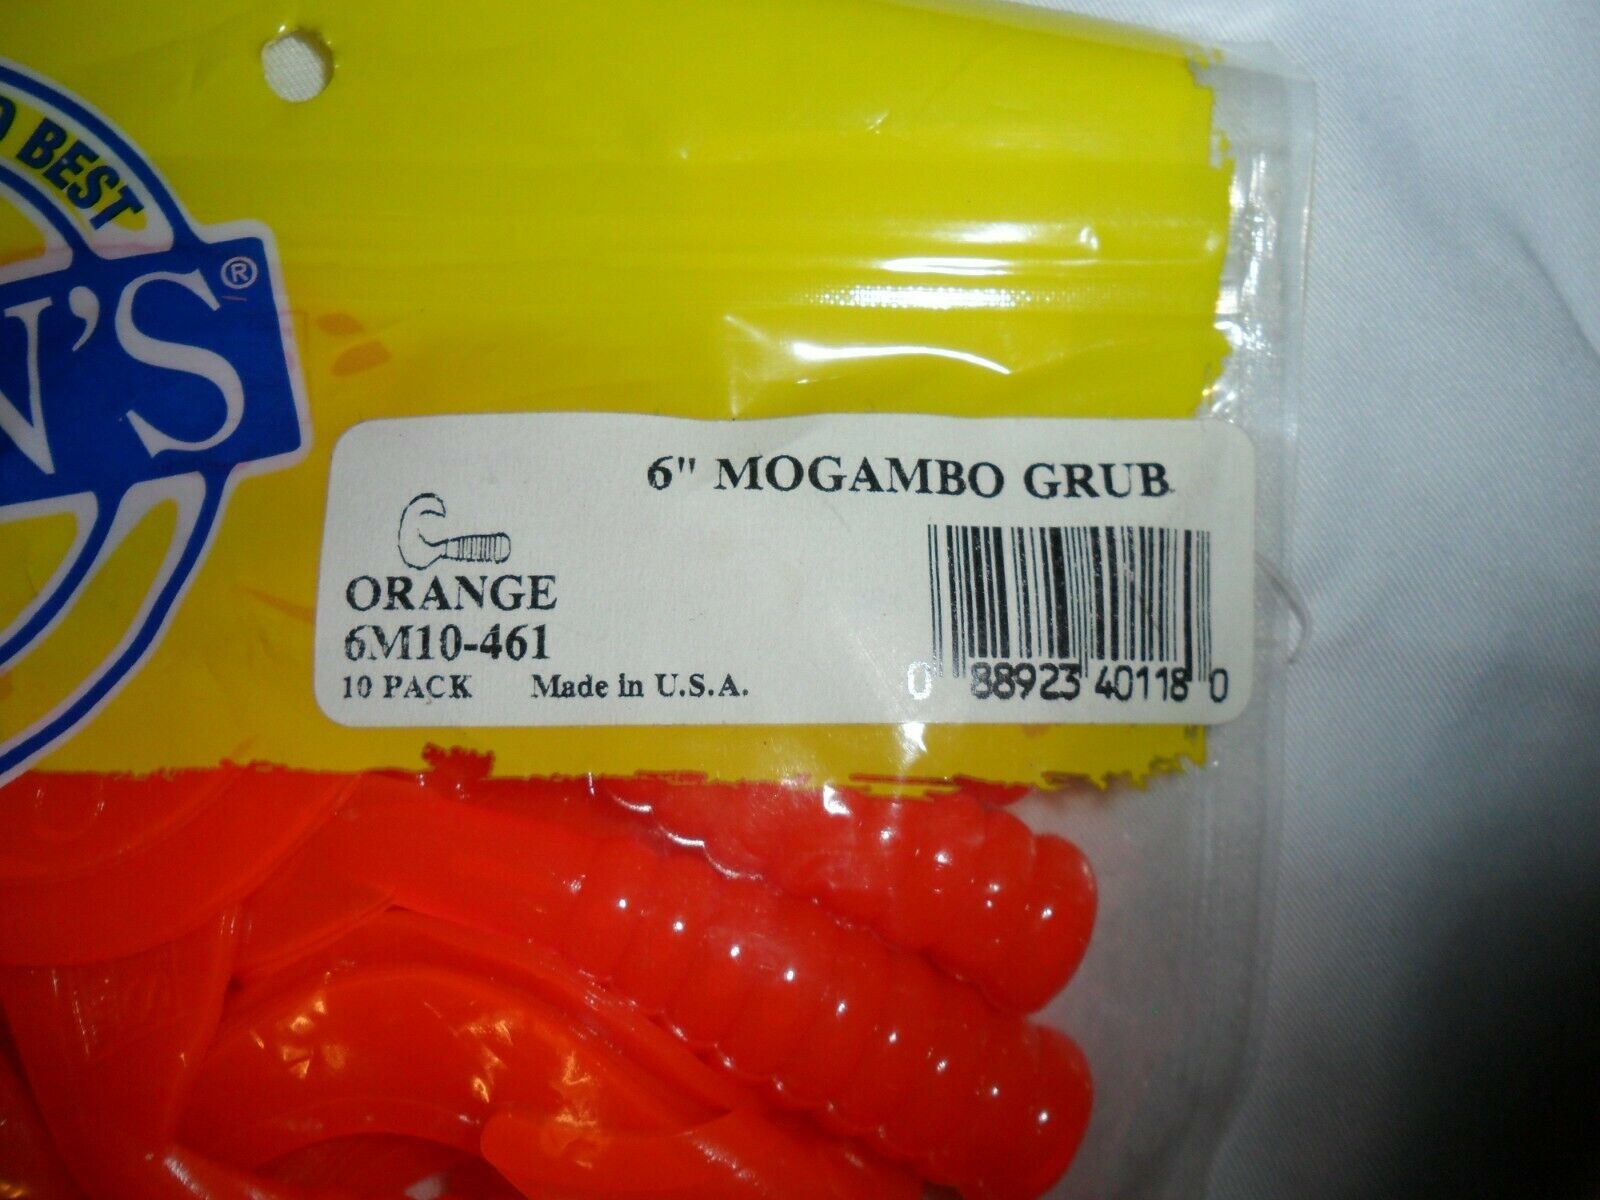 BEST
'S®
6" MOGAMBO GRUB
ORANGE
6M10-461
10 PACK Made in U.S.A.
0 88923 40118 0